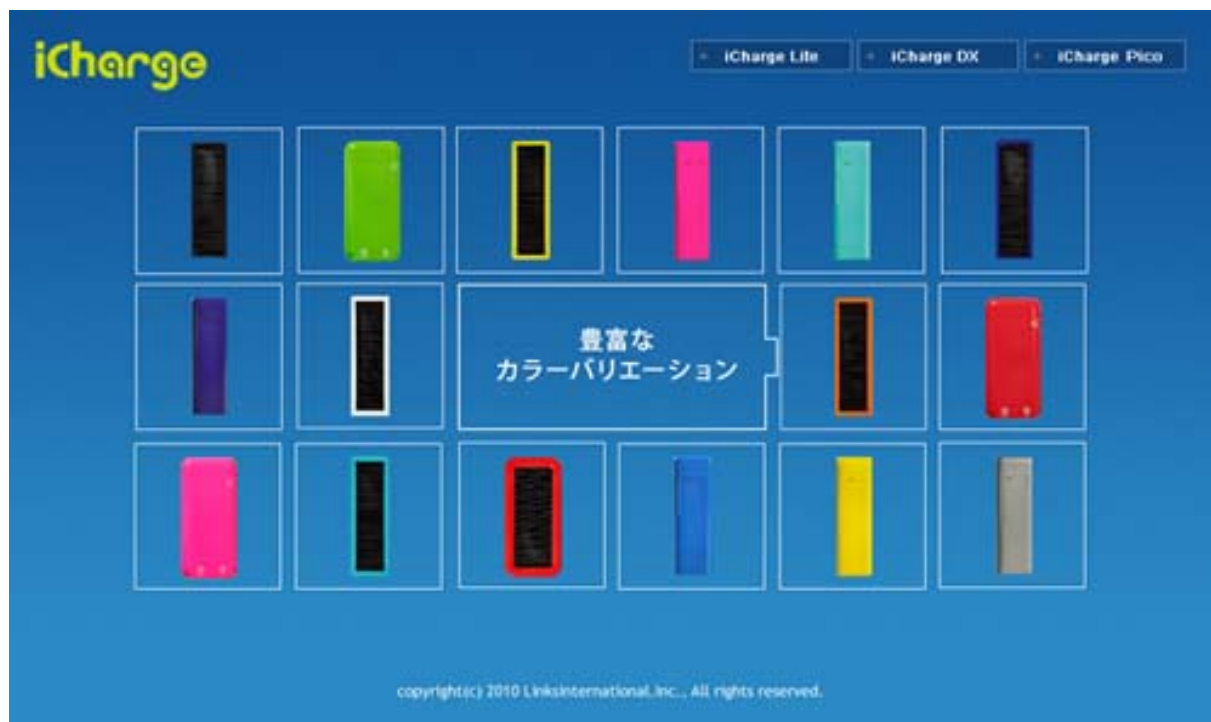 iCharge
iCharge Lite
iCharge DX
iCharge Pico
豊富な
カラーバリエーション
copyright(c) 2010 Linksinternational.Inc., All rights reserved.